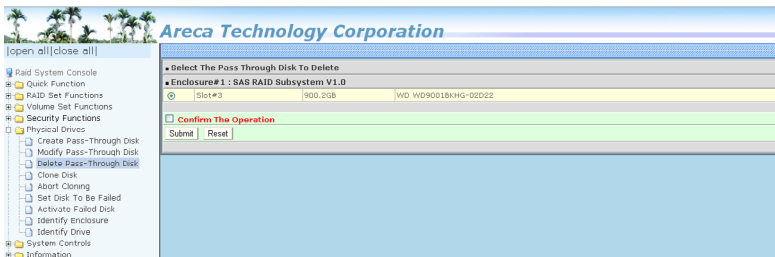 Areca Technology Corporation
|open all|close all|
Raid System Console
Quick Function
RAID Set Functions
Volume Set Functions
Security Functions
Physical Drives
Create Pass-Through Disk
Modify Pass-Through Disk
Delete Pass-Through Disk
Clone Disk
Abort Cloning
Set Disk To Be Failed
Activate Failed Disk
Identify Enclosure
Identify Drive
System Controls
Information
Select The Pass Through Disk To Delete
Enclosure#1 : SAS RAID Subsystem V1.0
Slot#3 900.2GB WD WD9001BKHG-02D22
Confirm The Operation
Submit Reset